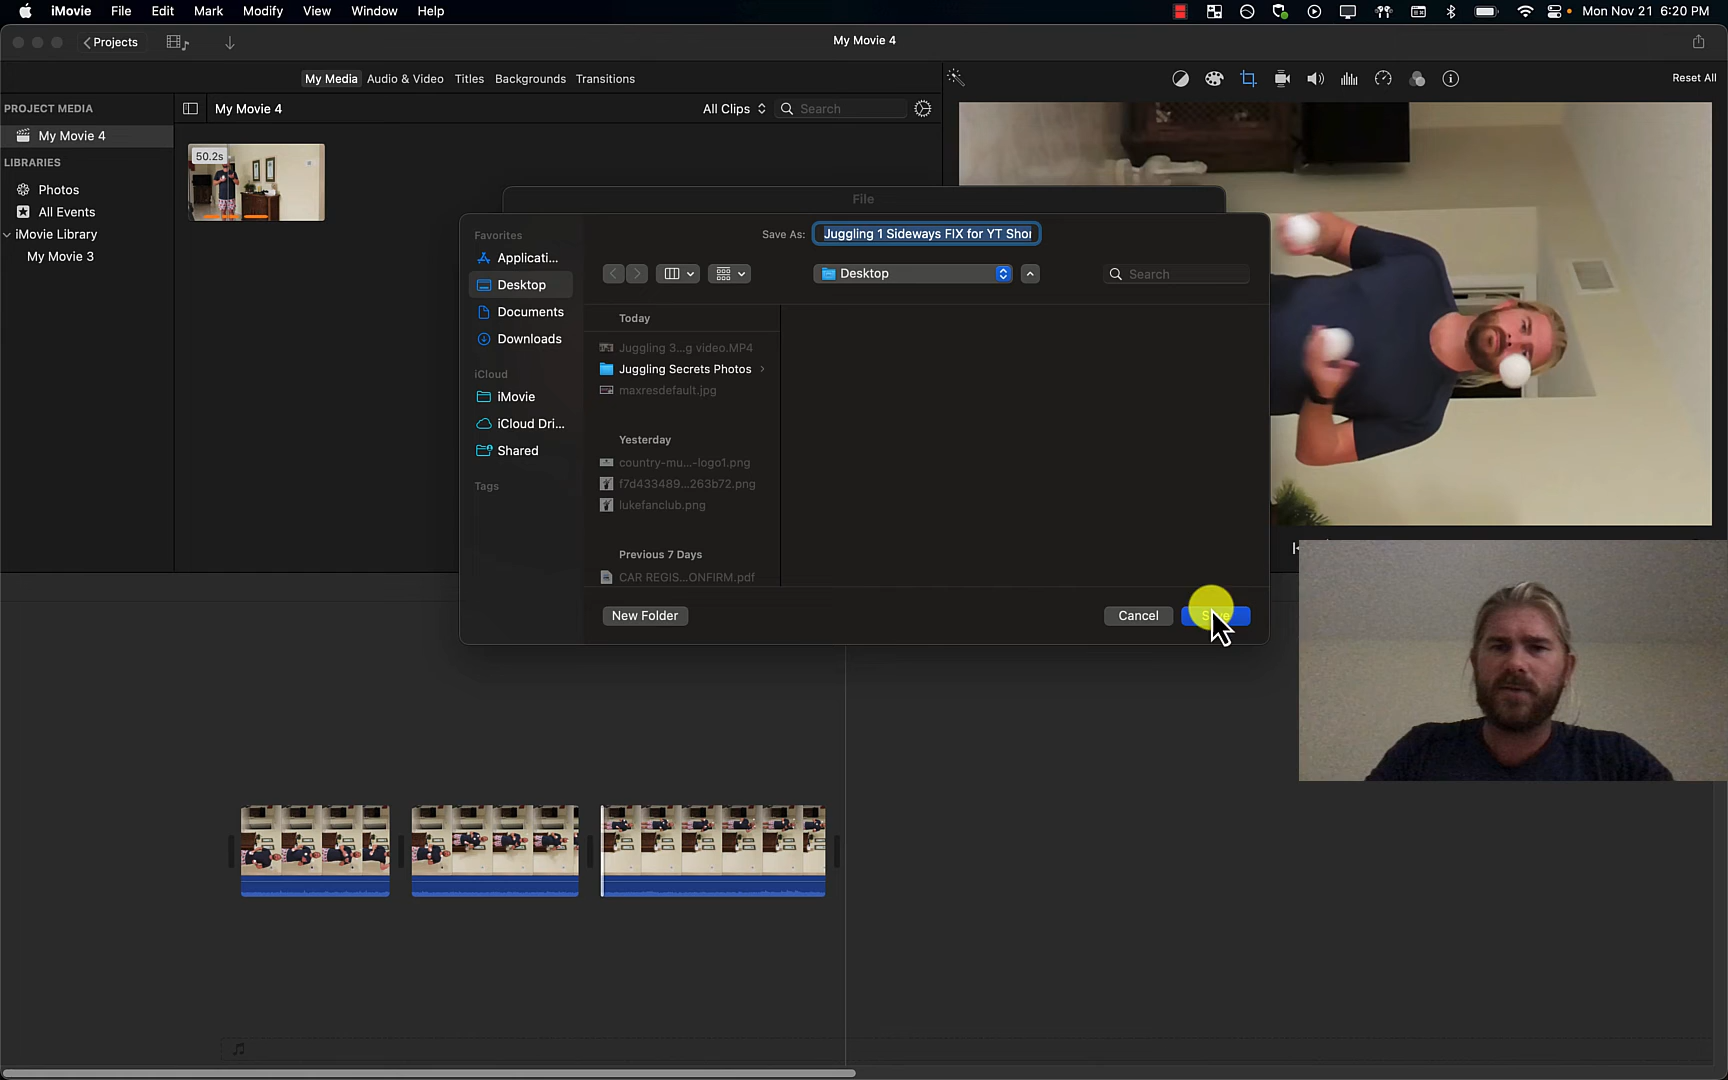 iMovie File Edit Mark Modify View Window Help Mon Nov 21 6:20 PM
Projects My Movie 4
My Media Audio & Video Titles Backgrounds Transitions Reset All
PROJECT MEDIA
My Movie 4
LIBRARIES
Photos
All Events
iMovie Library
My Movie 3
My Movie 4 All Clips Search
50.2s
File
Save As: Juggling 1 Sideways FIX for YT Shor
Favorites
Applicati...
Desktop
Documents
Downloads
iCloud
iMovie
iCloud Dri...
Shared
Tags
Desktop Search
Today
Juggling 3...g video.MP4
Juggling Secrets Photos
maxresdefault.jpg
Yesterday
country-mu...-logo1.png
f7d433489...263b72.png
lukefanclub.png
Previous 7 Days
CAR REGIS...ONFIRM.pdf
New Folder Cancel Save